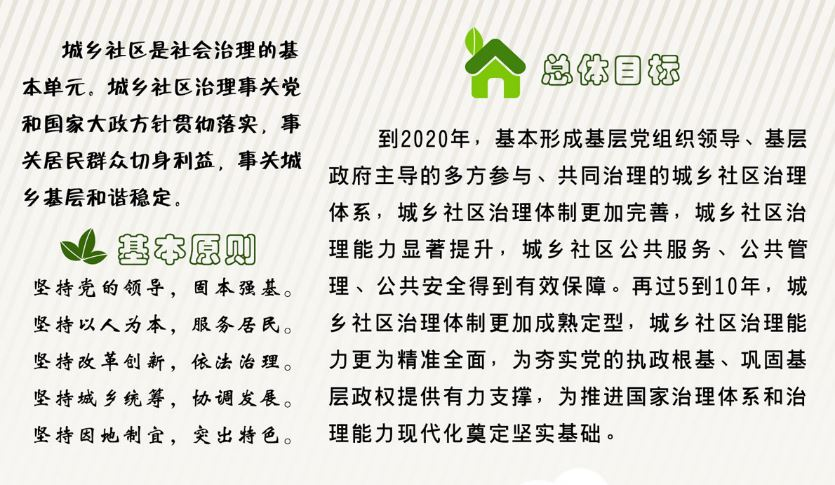 城乡社区是社会治理的基
本单元。城乡社区治理事关党
和国家大政方针贯彻落实，事
关居民群众切身利益，事关城
乡基层和谐稳定。
基本原则
坚持党的领导，固本强基。
坚持以人为本，服务居民。
坚持改革创新，依法治理。
坚持城乡统筹，协调发展。
坚持因地制宜，突出特色。
总体目标
到2020年，基本形成基层党组织领导、基层
政府主导的多方参与、共同治理的城乡社区治理
体系，城乡社区治理体制更加完善，城乡社区治
理能力显著提升，城乡社区公共服务、公共管
理、公共安全得到有效保障。再过5到10年，城
乡社区治理体制更加成熟定型，城乡社区治理能
力更为精准全面，为夯实党的执政根基、巩固基
层政权提供有力支撑，为推进国家治理体系和治
理能力现代化奠定坚实基础。